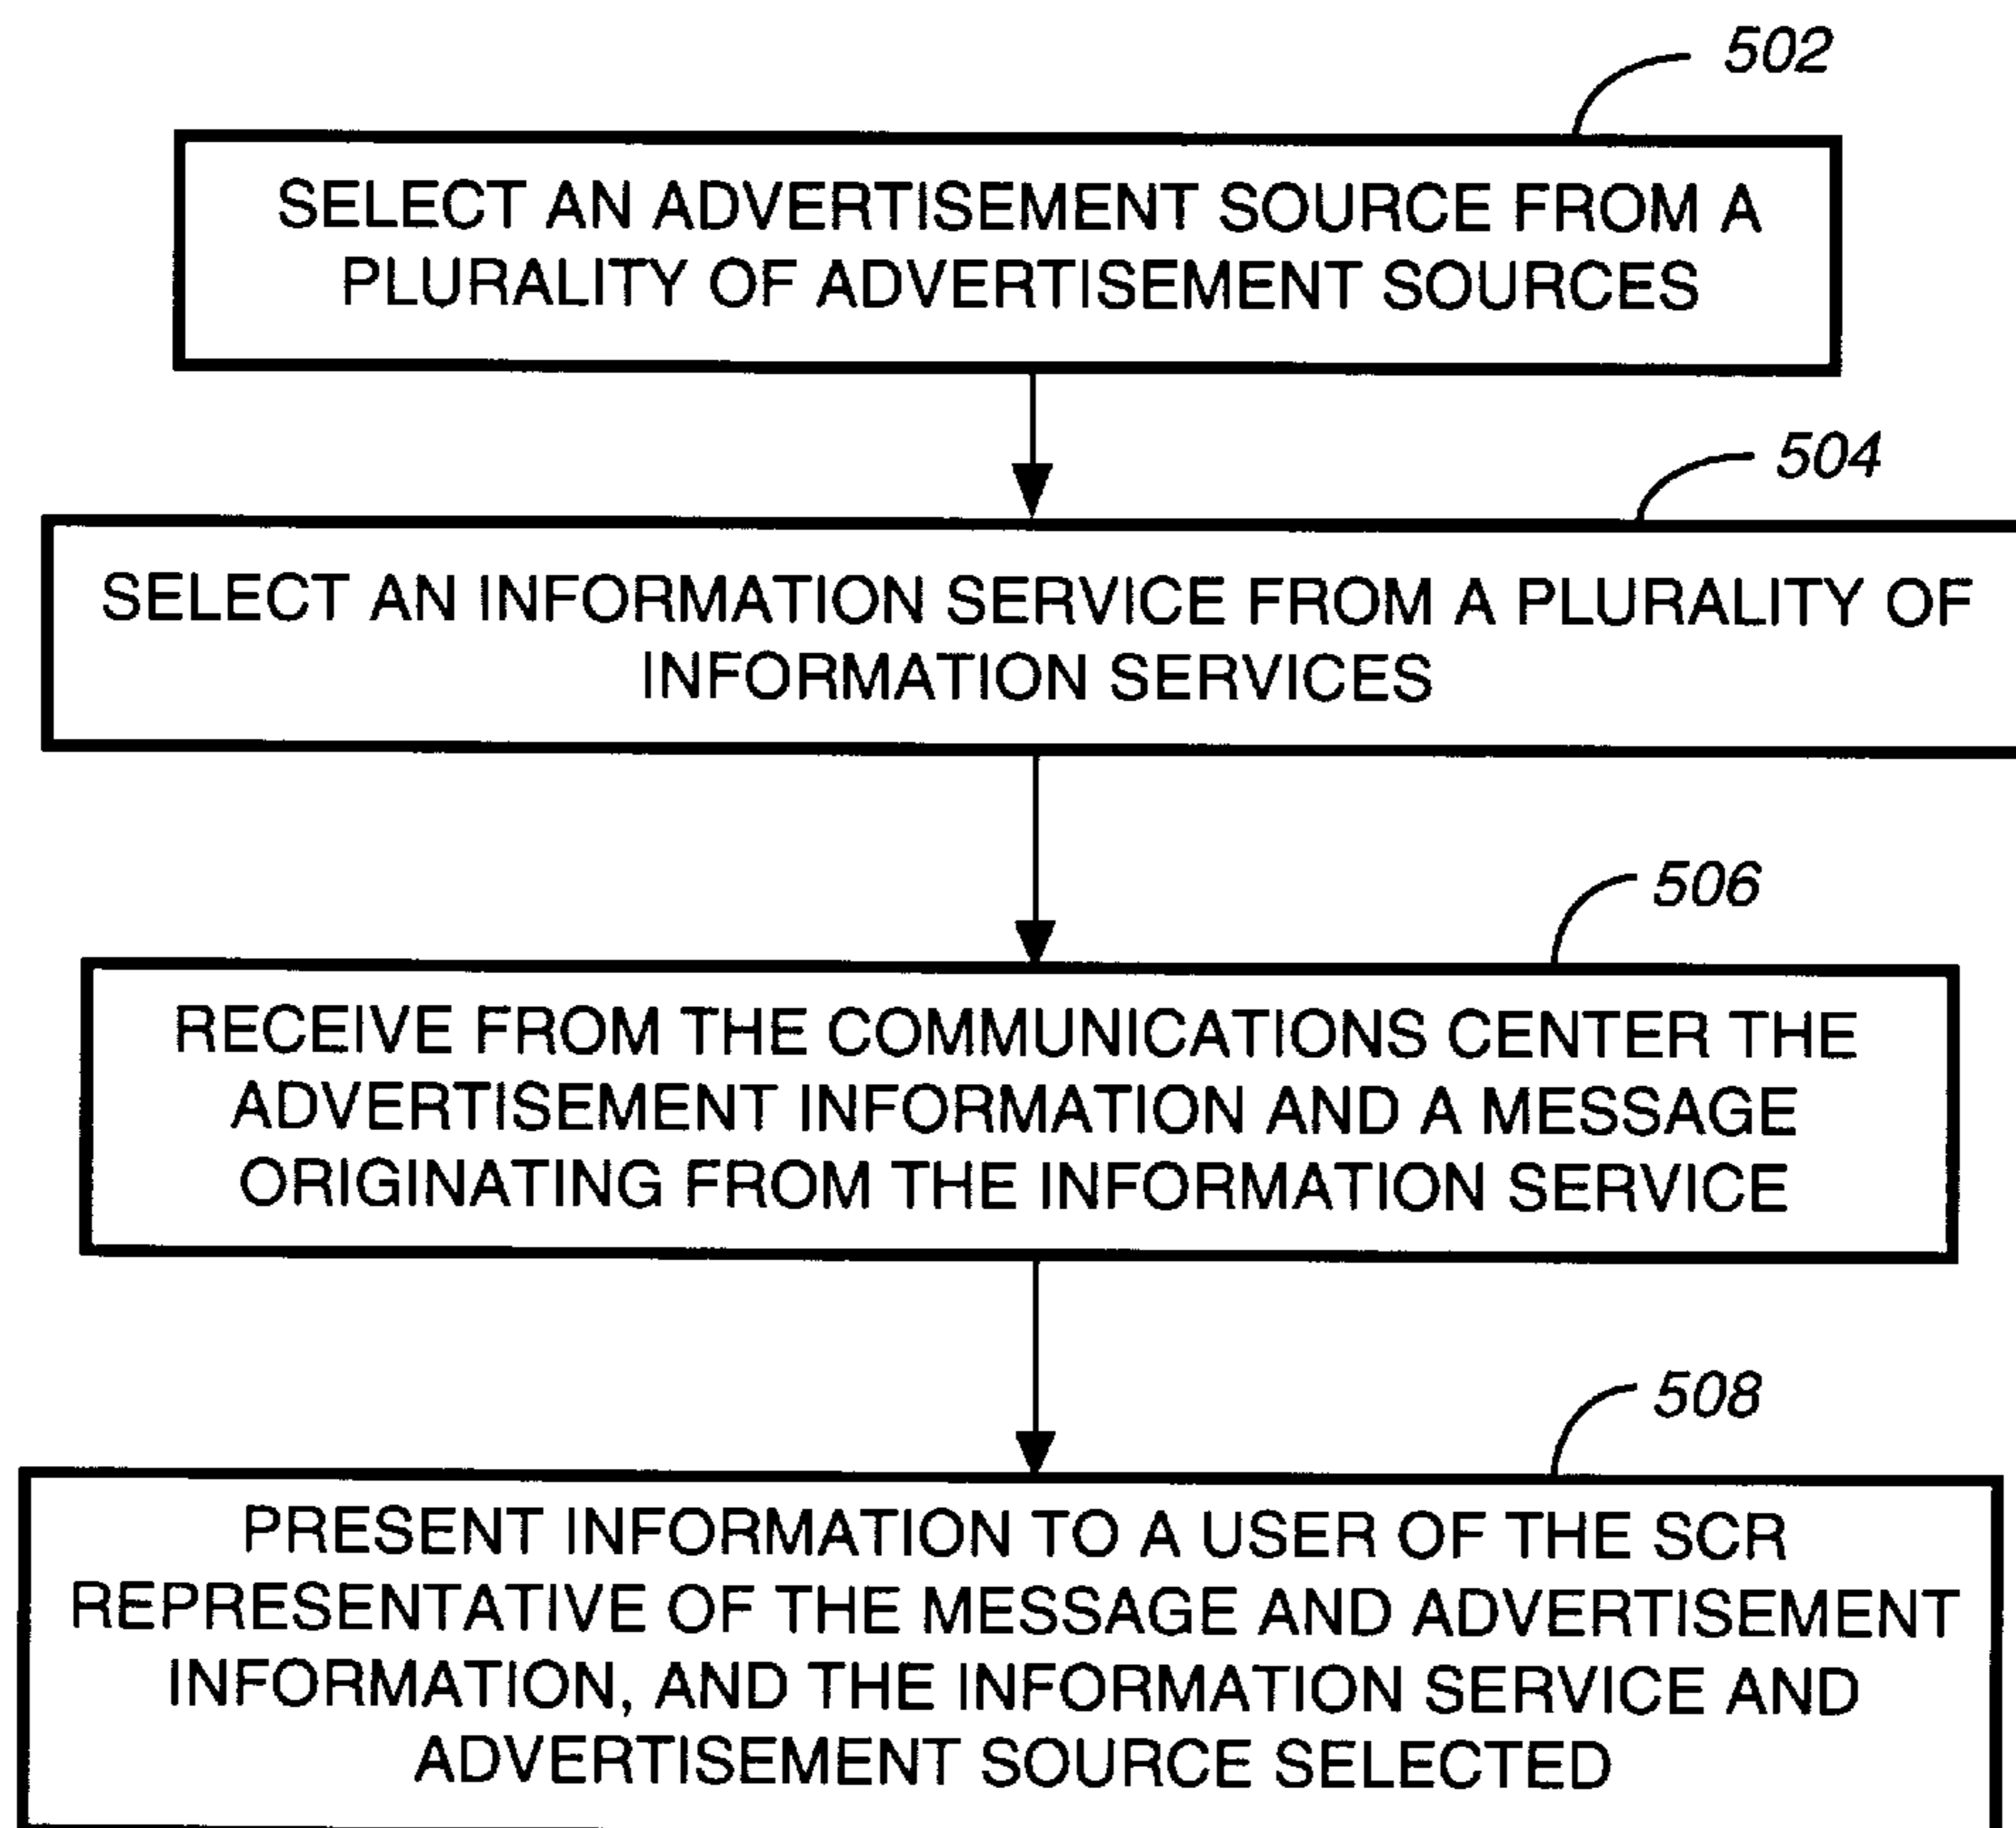 502
SELECT AN ADVERTISEMENT SOURCE FROM A
PLURALITY OF ADVERTISEMENT SOURCES
504
SELECT AN INFORMATION SERVICE FROM A PLURALITY OF
INFORMATION SERVICES
506
RECEIVE FROM THE COMMUNICATIONS CENTER THE
ADVERTISEMENT INFORMATION AND A MESSAGE
ORIGINATING FROM THE INFORMATION SERVICE
508
PRESENT INFORMATION TO A USER OF THE SCR
REPRESENTATIVE OF THE MESSAGE AND ADVERTISEMENT
INFORMATION, AND THE INFORMATION SERVICE AND
ADVERTISEMENT SOURCE SELECTED